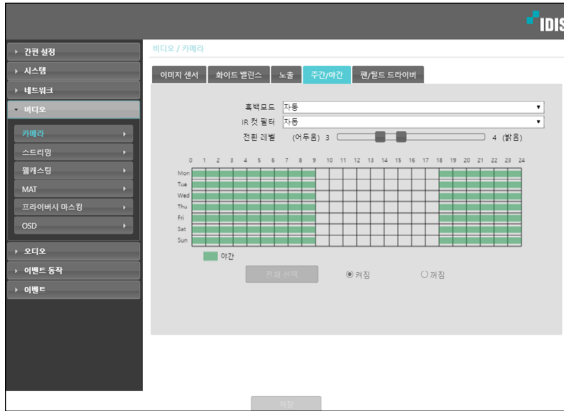 IDIS
비디오 / 카메라
간편 설정
시스템
네트워크
비디오
카메라
스트리밍
웹캐스팅
MAT
프라이버시 마스킹
OSD
오디오
이벤트 동작
이벤트
이미지 센서 화이트 밸런스 노출 주간/야간 팬/틸트 드라이버
흑백모드 자동
IR 컷 필터 자동
전환 레벨 (어두움) 3 4 (밝음)
0 1 2 3 4 5 6 7 8 9 10 11 12 13 14 15 16 17 18 19 20 21 22 23 24
Mon
Tue
Wed
Thu
Fri
Sat
Sun
야간
전체 선택 켜짐 꺼짐
저장